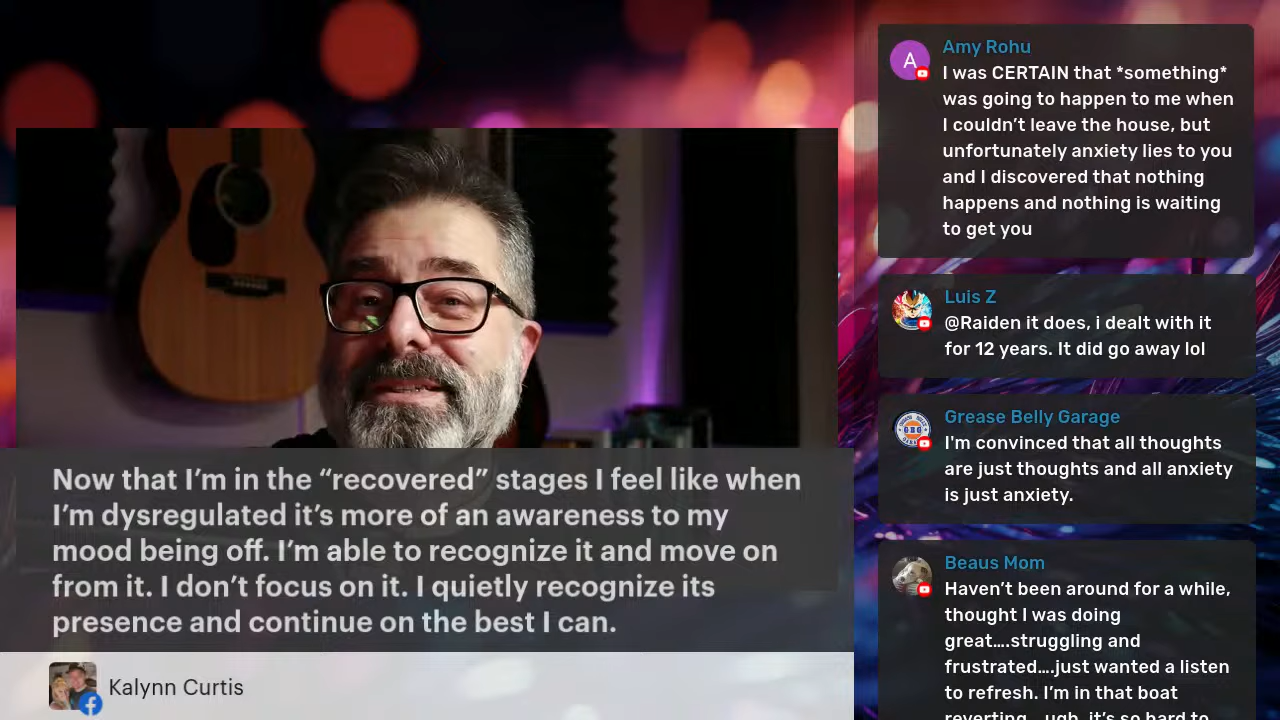 Now that I’m in the “recovered” stages I feel like when
I’m dysregulated it’s more of an awareness to my
mood being off. I’m able to recognize it and move on
from it. I don’t focus on it. I quietly recognize its
presence and continue on the best I can.
Kalynn Curtis
A
Amy Rohu
I was CERTAIN that *something*
was going to happen to me when
I couldn’t leave the house, but
unfortunately anxiety lies to you
and I discovered that nothing
happens and nothing is waiting
to get you
Luis Z
@Raiden it does, i dealt with it
for 12 years. It did go away lol
Grease Belly Garage
I'm convinced that all thoughts
are just thoughts and all anxiety
is just anxiety.
Beaus Mom
Haven’t been around for a while,
thought I was doing
great....struggling and
frustrated....just wanted a listen
to refresh. I’m in that boat